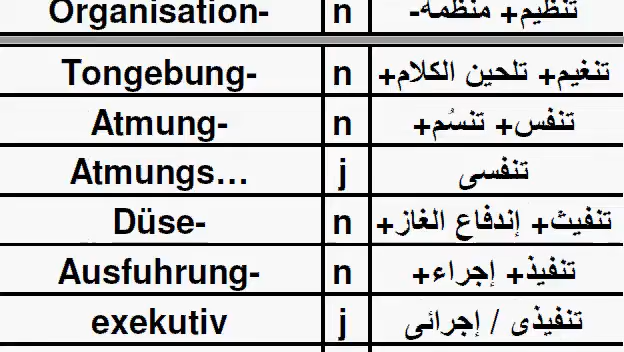 Organisation- n تنظيم+ منظمة-
Tongebung- n تنغيم+ تلحين الكلام+
Atmung- n تنفس+ تنسُم+
Atmungs... j تنفسى
Düse- n تنفيث+ إندفاع الغاز+
Ausfuhrung- n تنفيذ+ إجراء+
exekutiv j تنفيذى / إجرائى